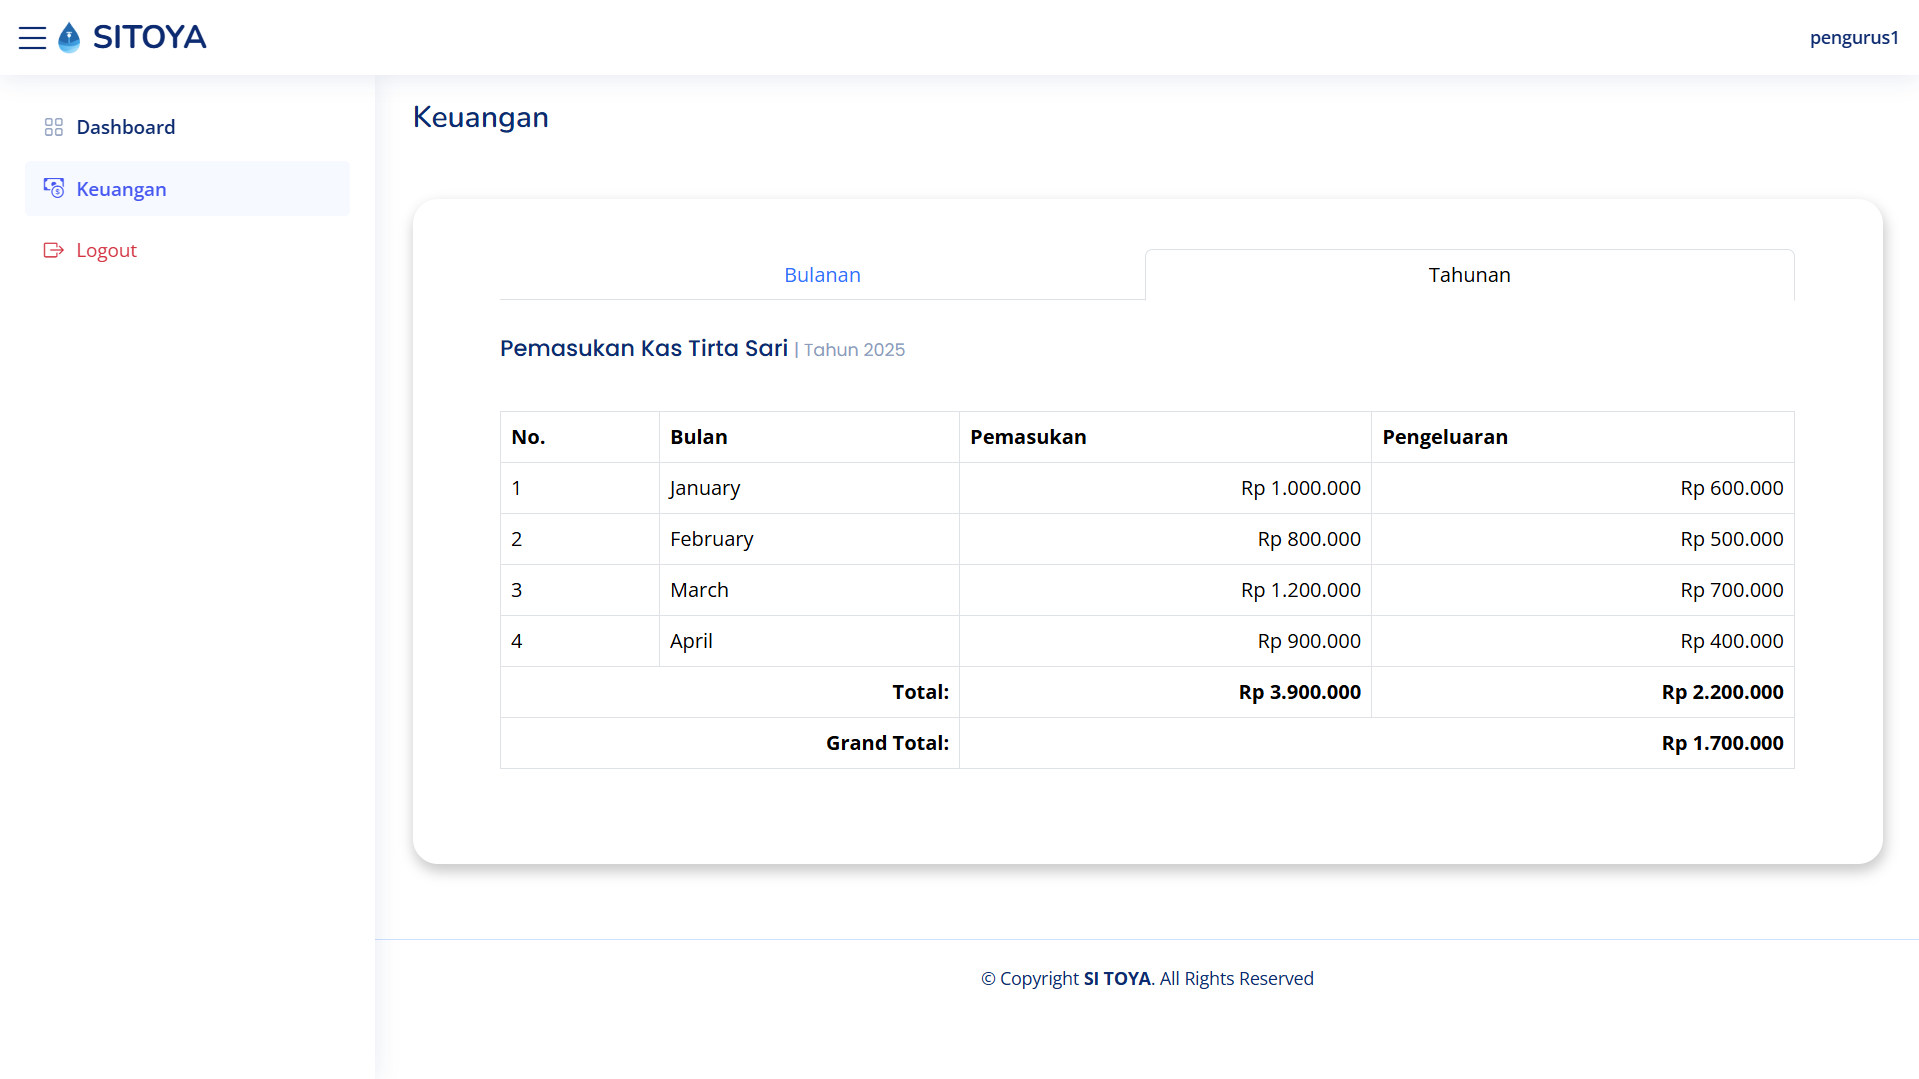 SITOYA
pengurus1
Dashboard
Keuangan
Logout
Keuangan
Bulanan
Tahunan
Pemasukan Kas Tirta Sari | Tahun 2025
No. Bulan Pemasukan Pengeluaran
1 January Rp 1.000.000 Rp 600.000
2 February Rp 800.000 Rp 500.000
3 March Rp 1.200.000 Rp 700.000
4 April Rp 900.000 Rp 400.000
Total: Rp 3.900.000 Rp 2.200.000
Grand Total: Rp 1.700.000
© Copyright SI TOYA. All Rights Reserved